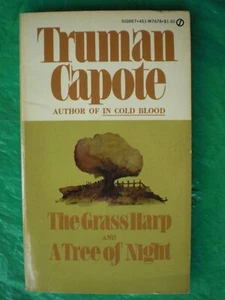 Truman
Capote
AUTHOR OF IN COLD BLOOD
The Grass Harp
AND
A Tree of Night